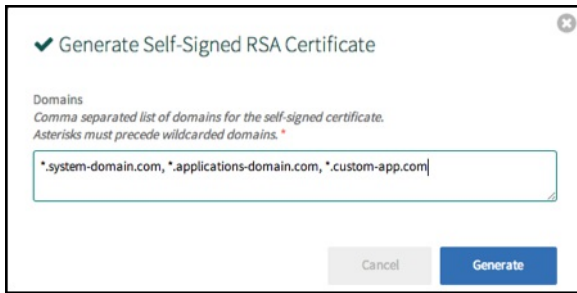 Generate Self-Signed RSA Certificate
Domains
Comma separated list of domains for the self-signed certificate.
Asterisks must precede wildcarded domains. *
*.system-domain.com, *.applications-domain.com, *.custom-app.com
Cancel Generate